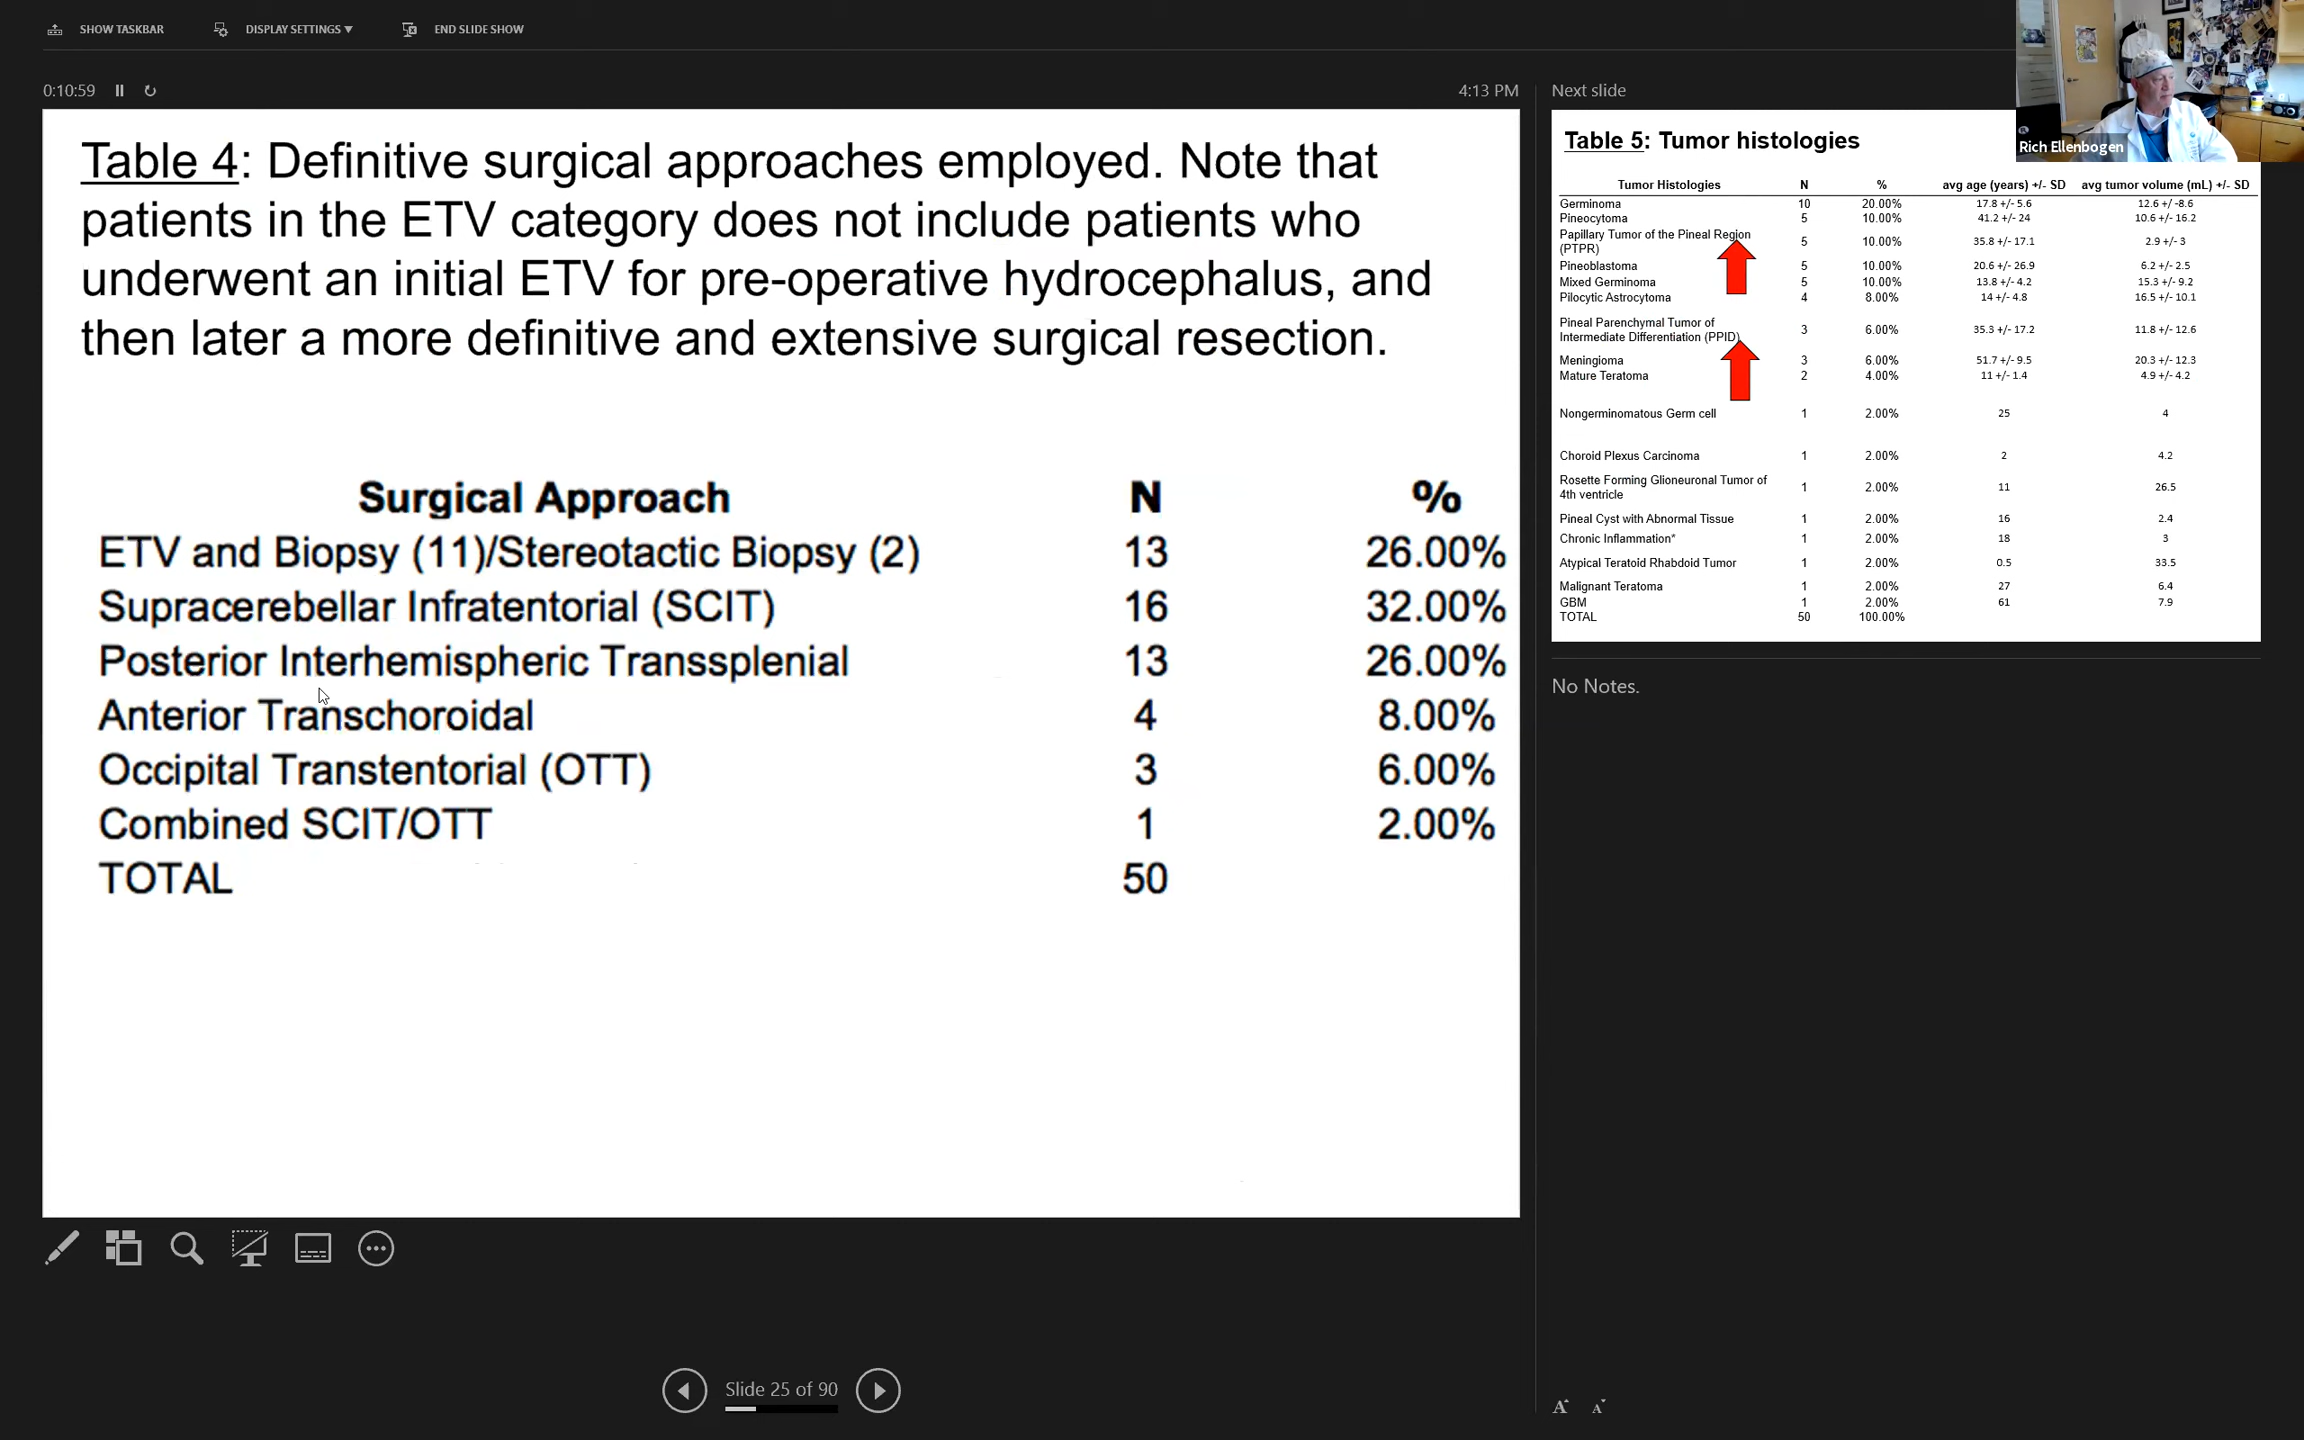 SHOW TASKBAR
DISPLAY SETTINGS ▼
END SLIDE SHOW
0:10:59
4:13 PM
Table 4: Definitive surgical approaches employed. Note that
patients in the ETV category does not include patients who
underwent an initial ETV for pre-operative hydrocephalus, and
then later a more definitive and extensive surgical resection.
Surgical Approach N %
ETV and Biopsy (11)/Stereotactic Biopsy (2) 13 26.00%
Supracerebellar Infratentorial (SCIT) 16 32.00%
Posterior Interhemispheric Transsplenial 13 26.00%
Anterior Transchoroidal 4 8.00%
Occipital Transtentorial (OTT) 3 6.00%
Combined SCIT/OTT 1 2.00%
TOTAL 50
Slide 25 of 90
Next slide
Rich Ellenbogen
Table 5: Tumor histologies
Tumor Histologies N % avg age (years) +/- SD avg tumor volume (mL) +/- SD
Germinoma 10 20.00% 17.8 +/- 5.6 12.6 +/ -8.6
Pineocytoma 5 10.00% 41.2 +/- 24 10.6 +/- 16.2
Papillary Tumor of the Pineal Region
(PTPR) 5 10.00% 35.8 +/- 17.1 2.9 +/- 3
Pineoblastoma 5 10.00% 20.6 +/- 26.9 6.2 +/- 2.5
Mixed Germinoma 5 10.00% 13.8 +/- 4.2 15.3 +/- 9.2
Pilocytic Astrocytoma 4 8.00% 14 +/- 4.8 16.5 +/- 10.1
Pineal Parenchymal Tumor of
Intermediate Differentiation (PPID) 3 6.00% 35.3 +/- 17.2 11.8 +/- 12.6
Meningioma 3 6.00% 51.7 +/- 9.5 20.3 +/- 12.3
Mature Teratoma 2 4.00% 11 +/- 1.4 4.9 +/- 4.2
Nongerminomatous Germ cell 1 2.00% 25 4
Choroid Plexus Carcinoma 1 2.00% 2 4.2
Rosette Forming Glioneuronal Tumor of
4th ventricle 1 2.00% 11 26.5
Pineal Cyst with Abnormal Tissue 1 2.00% 16 2.4
Chronic Inflammation* 1 2.00% 18 3
Atypical Teratoid Rhabdoid Tumor 1 2.00% 0.5 33.5
Malignant Teratoma 1 2.00% 27 6.4
GBM 1 2.00% 61 7.9
TOTAL 50 100.00%
No Notes.
A A